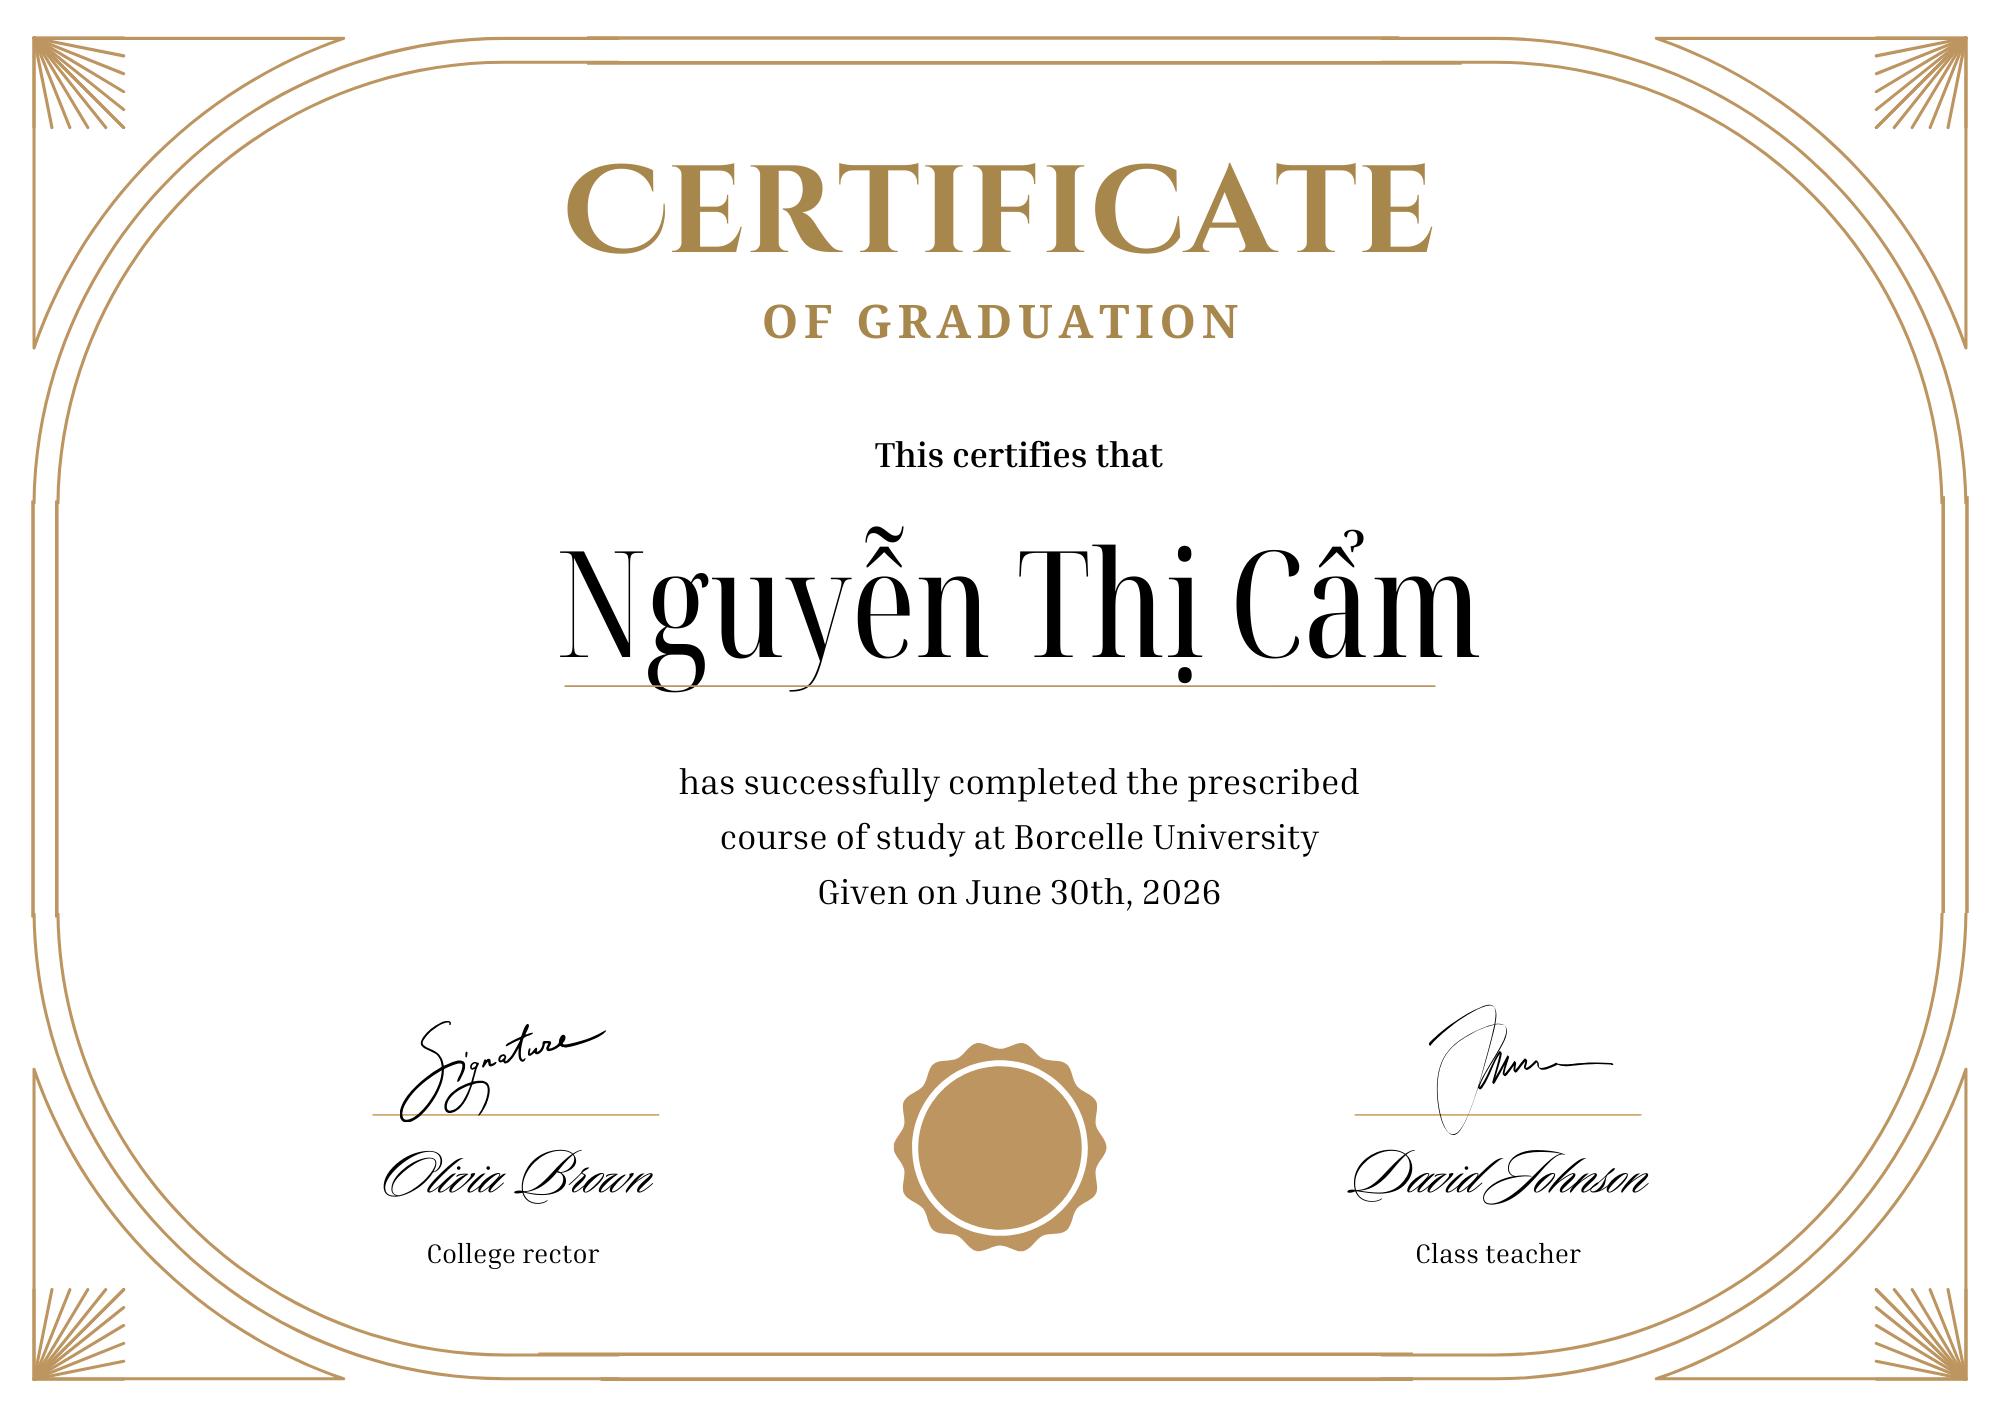 CERTIFICATE
OF GRADUATION
This certifies that
Nguyễn Thị Cẩm
has successfully completed the prescribed
course of study at Borcelle University
Given on June 30th, 2026
Signature
Olivia Brown
David Johnson
College rector
Class teacher